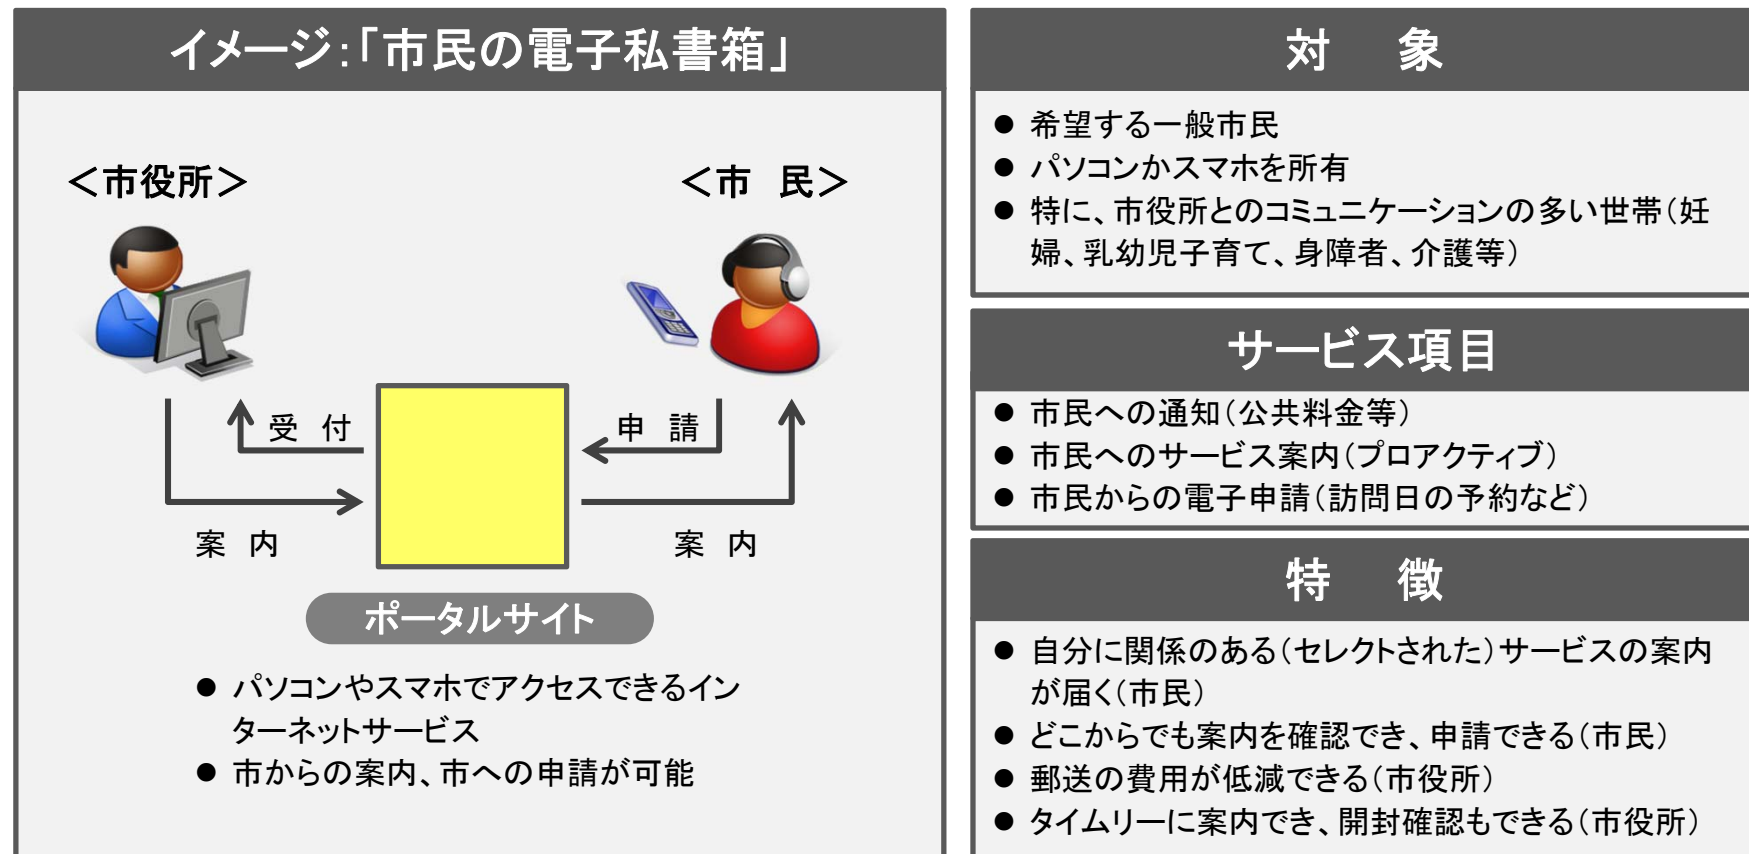 イメージ:「市民の電子私書箱」
＜市役所＞
＜市　民＞
受　付
申　請
案　内
案　内
ポータルサイト
● パソコンやスマホでアクセスできるイン
ターネットサービス
● 市からの案内、市への申請が可能
対　象
● 希望する一般市民
● パソコンかスマホを所有
● 特に、市役所とのコミュニケーションの多い世帯（妊
婦、乳幼児子育て、身障者、介護等）
サービス項目
● 市民への通知（公共料金等）
● 市民へのサービス案内（プロアクティブ）
● 市民からの電子申請（訪問日の予約など）
特　徴
● 自分に関係のある（セレクトされた）サービスの案内
が届く（市民）
● どこからでも案内を確認でき、申請できる（市民）
● 郵送の費用が低減できる（市役所）
● タイムリーに案内でき、開封確認もできる（市役所）